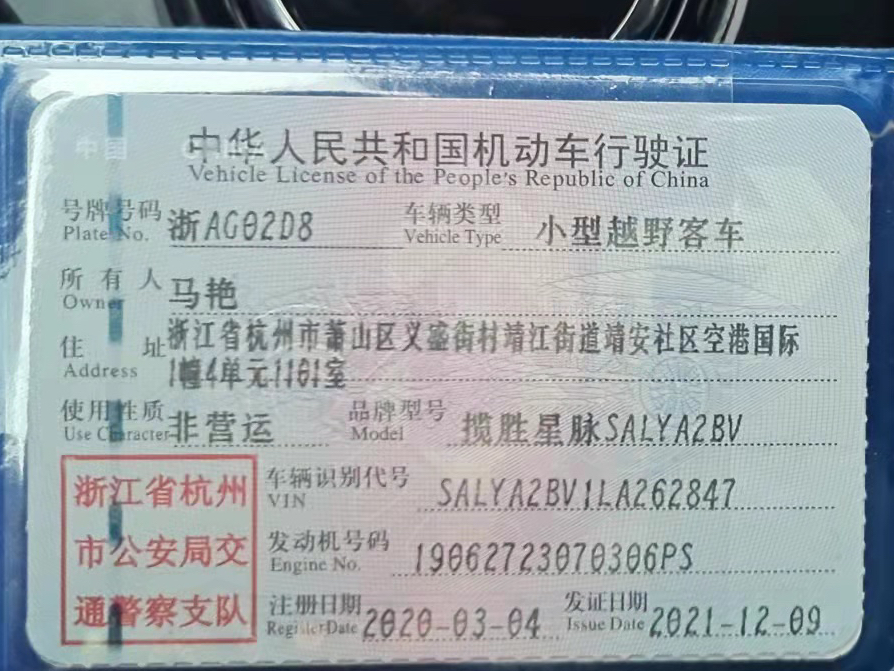 中国
中华人民共和国机动车行驶证
Vehicle License of the People's Republic of China
号牌号码 浙AG02D8 车辆类型 小型越野客车
Plate No. Vehicle Type
所有人 马艳
Owner
住址 浙江省杭州市萧山区义盛街村靖江街道靖安社区空港国际
Address 1幢4单元1101室
使用性质 非营运 品牌型号 揽胜星脉SALYA2BV
Use Character Model
浙江省杭州
市公安局交
通警察支队
车辆识别代号 SALYA2BV1LA262847
VIN
发动机号码 19062723070306PS
Engine No.
注册日期 2020-03-04 发证日期 2021-12-09
Register Date Issue Date